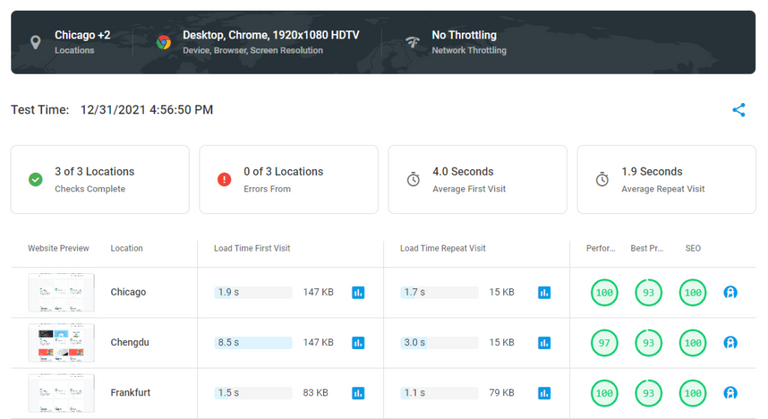 Chicago +2
Locations
Desktop, Chrome, 1920x1080 HDTV
Device, Browser, Screen Resolution
No Throttling
Network Throttling
Test Time: 12/31/2021 4:56:50 PM
3 of 3 Locations
Checks Complete
0 of 3 Locations
Errors From
4.0 Seconds
Average First Visit
1.9 Seconds
Average Repeat Visit
Website Preview Location Load Time First Visit Load Time Repeat Visit Perfor... Best Pr... SEO
Chicago 1.9 s 147 KB 1.7 s 15 KB 100 93 100
Chengdu 8.5 s 147 KB 3.0 s 15 KB 97 93 100
Frankfurt 1.5 s 83 KB 1.1 s 79 KB 100 93 100